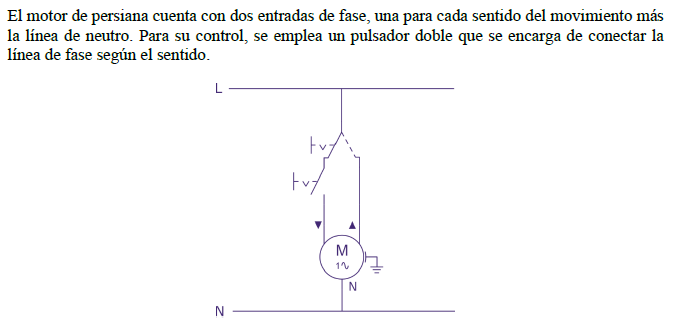 El motor de persiana cuenta con dos entradas de fase, una para cada sentido del movimiento más
la línea de neutro. Para su control, se emplea un pulsador doble que se encarga de conectar la
línea de fase según el sentido.
L
M
1∿
N
N